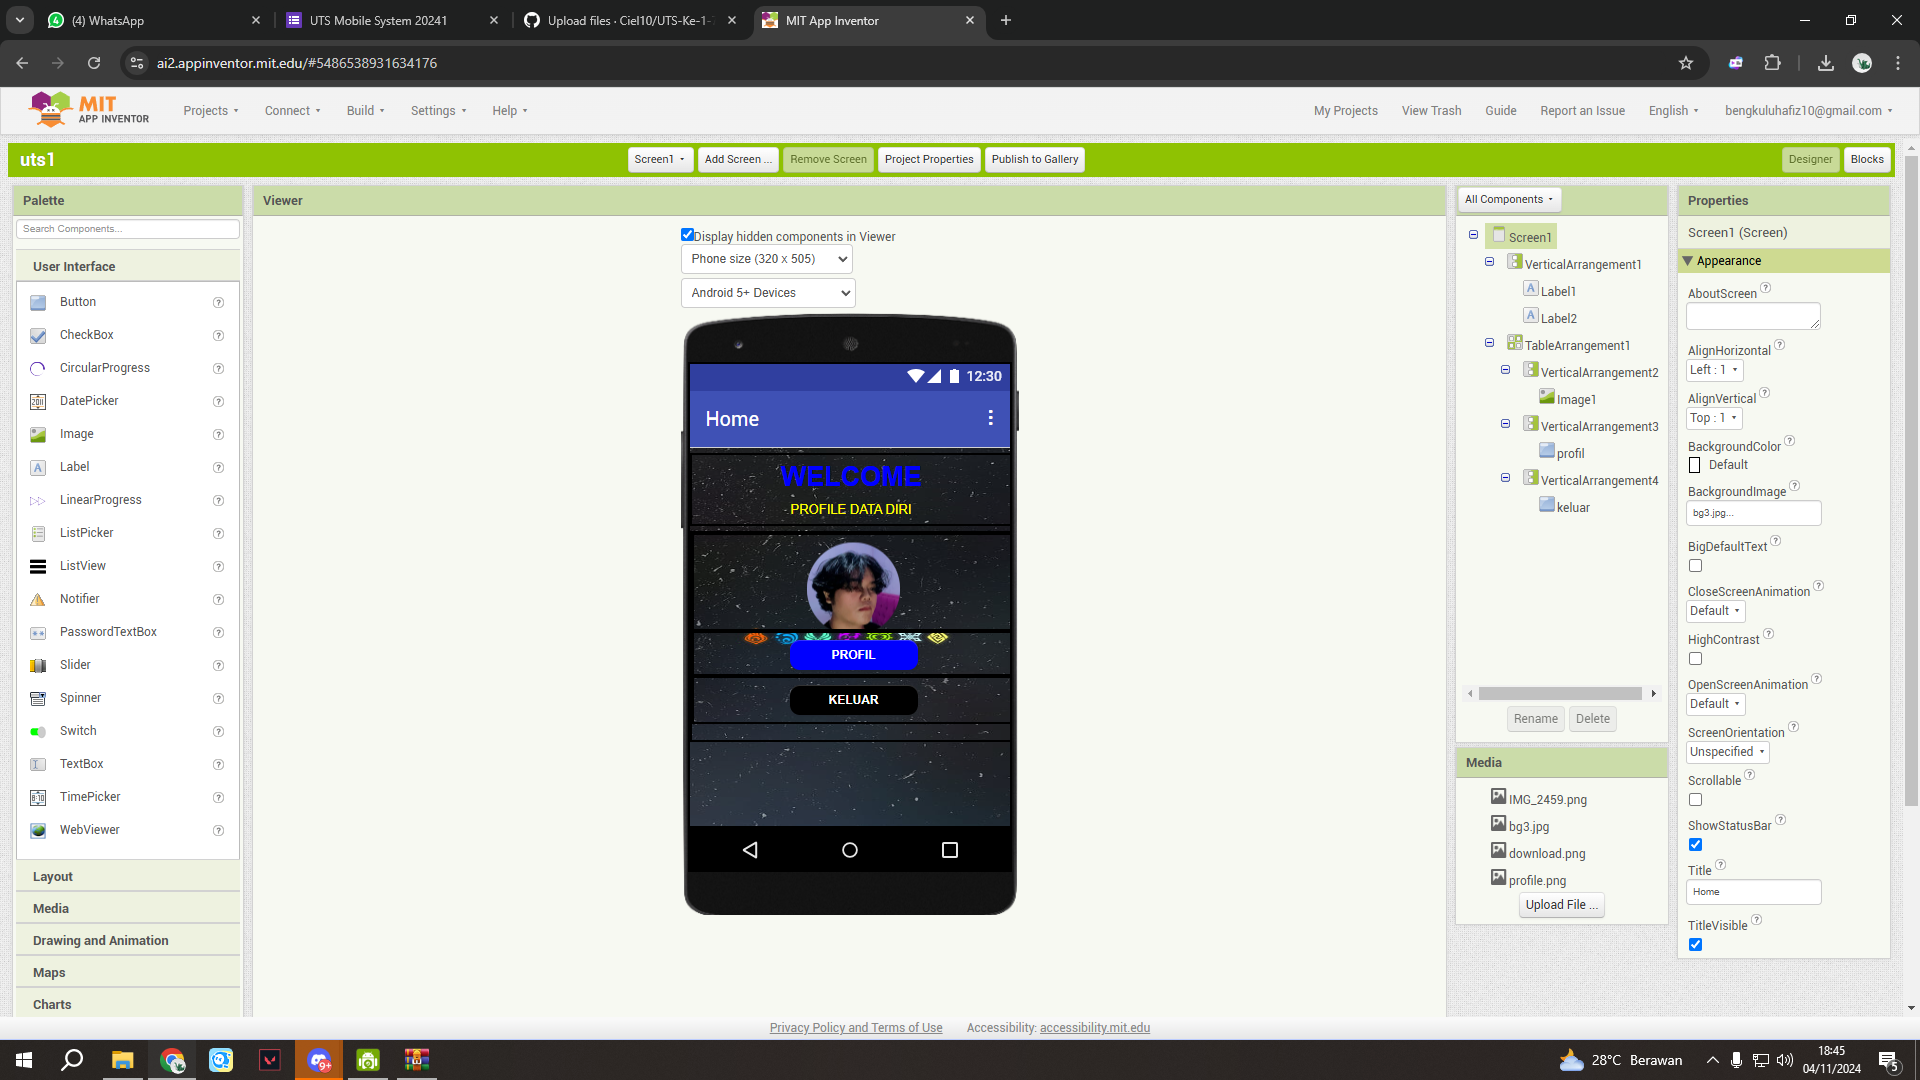 (4) WhatsApp
UTS Mobile System 20241
Upload files · Ciel10/UTS-Ke-1-
MIT App Inventor
ai2.appinventor.mit.edu/#5486538931634176
MIT
APP INVENTOR
Projects
Connect
Build
Settings
Help
My Projects
View Trash
Guide
Report an Issue
English
bengkuluhafiz10@gmail.com
uts1
Screen1
Add Screen ...
Remove Screen
Project Properties
Publish to Gallery
Designer
Blocks
Palette
Search Components...
User Interface
Button
CheckBox
CircularProgress
DatePicker
Image
Label
LinearProgress
ListPicker
ListView
Notifier
PasswordTextBox
Slider
Spinner
Switch
TextBox
TimePicker
WebViewer
Layout
Media
Drawing and Animation
Maps
Charts
Viewer
Display hidden components in Viewer
Phone size (320 x 505)
Android 5+ Devices
12:30
Home
WELCOME
PROFILE DATA DIRI
PROFIL
KELUAR
All Components
Screen1
VerticalArrangement1
Label1
Label2
TableArrangement1
VerticalArrangement2
Image1
VerticalArrangement3
profil
VerticalArrangement4
keluar
Rename
Delete
Media
IMG_2459.png
bg3.jpg
download.png
profile.png
Upload File ...
Properties
Screen1 (Screen)
Appearance
AboutScreen
AlignHorizontal
Left : 1
AlignVertical
Top : 1
BackgroundColor
Default
BackgroundImage
bg3.jpg...
BigDefaultText
CloseScreenAnimation
Default
HighContrast
OpenScreenAnimation
Default
ScreenOrientation
Unspecified
Scrollable
ShowStatusBar
Title
Home
TitleVisible
Privacy Policy and Terms of Use
Accessibility: accessibility.mit.edu
9+
28°C Berawan
18:45
04/11/2024
5